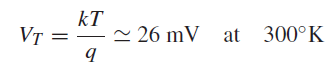 V_T = kT/q ≃ 26 mV at 300°K